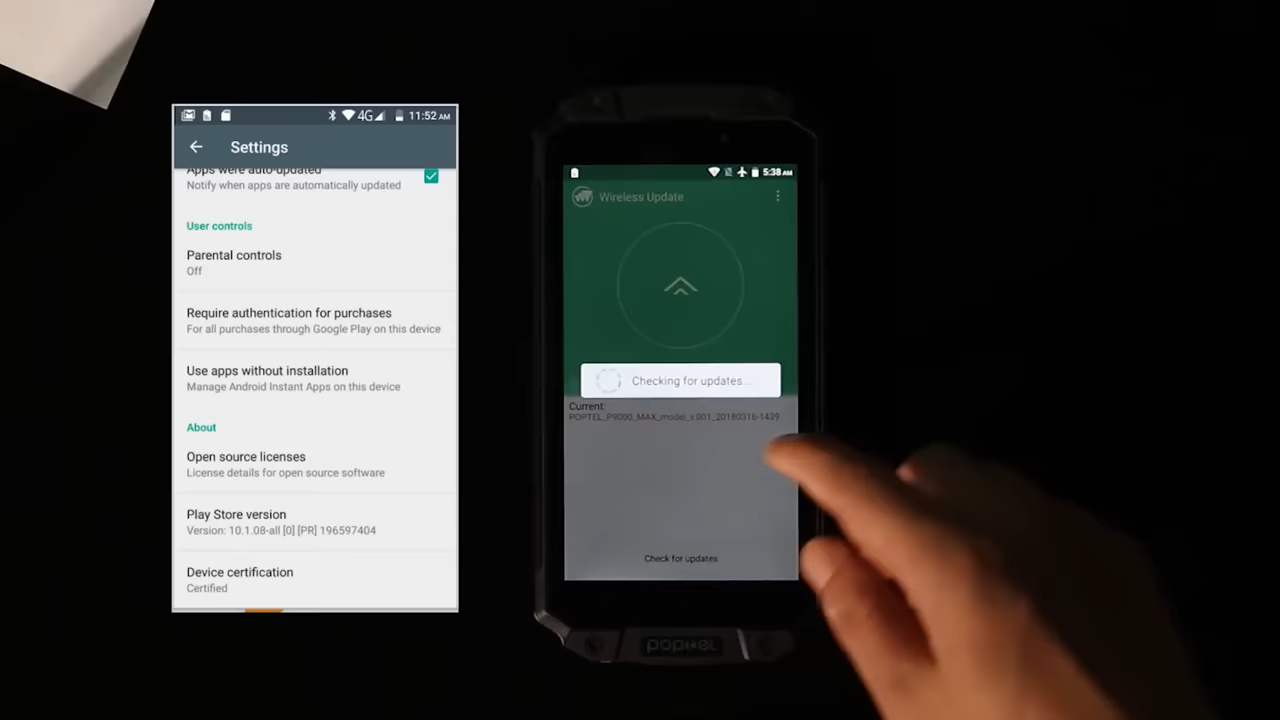 11:52 AM
4G
Settings
Apps were auto-updated
Notify when apps are automatically updated
User controls
Parental controls
Off
Require authentication for purchases
For all purchases through Google Play on this device
Use apps without installation
Manage Android Instant Apps on this device
About
Open source licenses
License details for open source software
Play Store version
Version: 10.1.08-all [0] [PR] 196597404
Device certification
Certified
5:38 AM
Wireless Update
Checking for updates...
Current:
POPTEL_P9000_MAX_model_v.001_20180316-1439
Check for updates
poptel